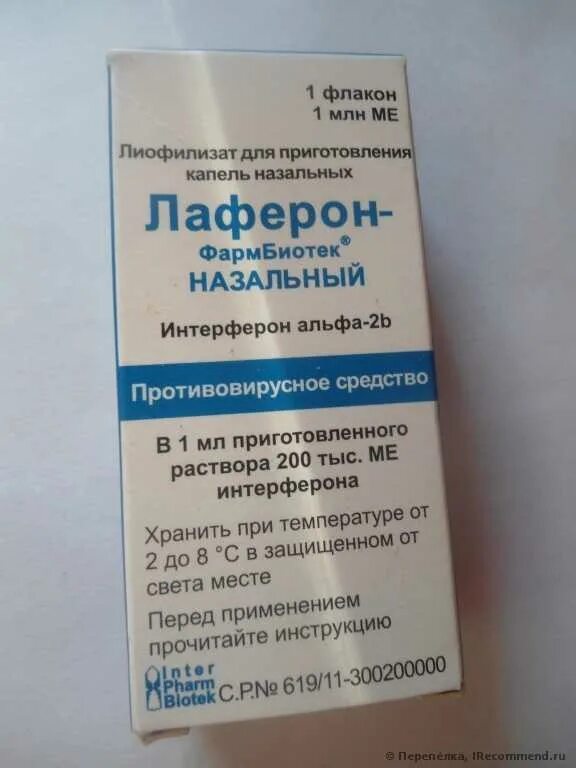 1 флакон
1 млн МЕ
Лиофилизат для приготовления
капель назальных
Лаферон-
ФармБиотек®
НАЗАЛЬНЫЙ
Интерферон альфа-2b
Противовирусное средство
В 1 мл приготовленного
раствора 200 тыс. МЕ
интерферона
Хранить при температуре от
2 до 8 °С в защищенном от
света месте
Перед применением
прочитайте инструкцию
Inter
Pharm
Biotek
С.Р.№ 619/11-300200000
© Перепёлка, IRecommend.ru